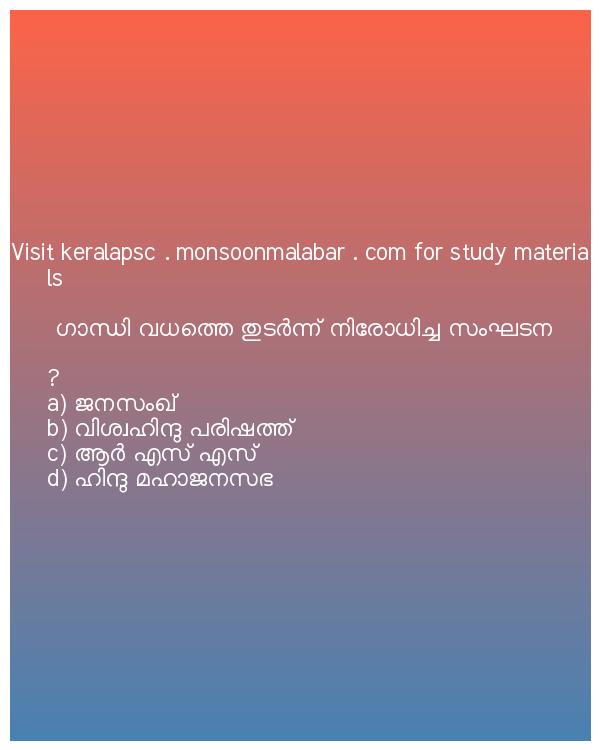 Visit keralapsc . monsoonmalabar . com for study materia
ls
ഗാന്ധി വധത്തെ തുടർന്ന് നിരോധിച്ച സംഘടന
?
a) ജനസംഖ്
b) വിശ്വഹിന്ദു പരിഷത്ത്
c) ആർ എസ് എസ്
d) ഹിന്ദു മഹാജനസഭ